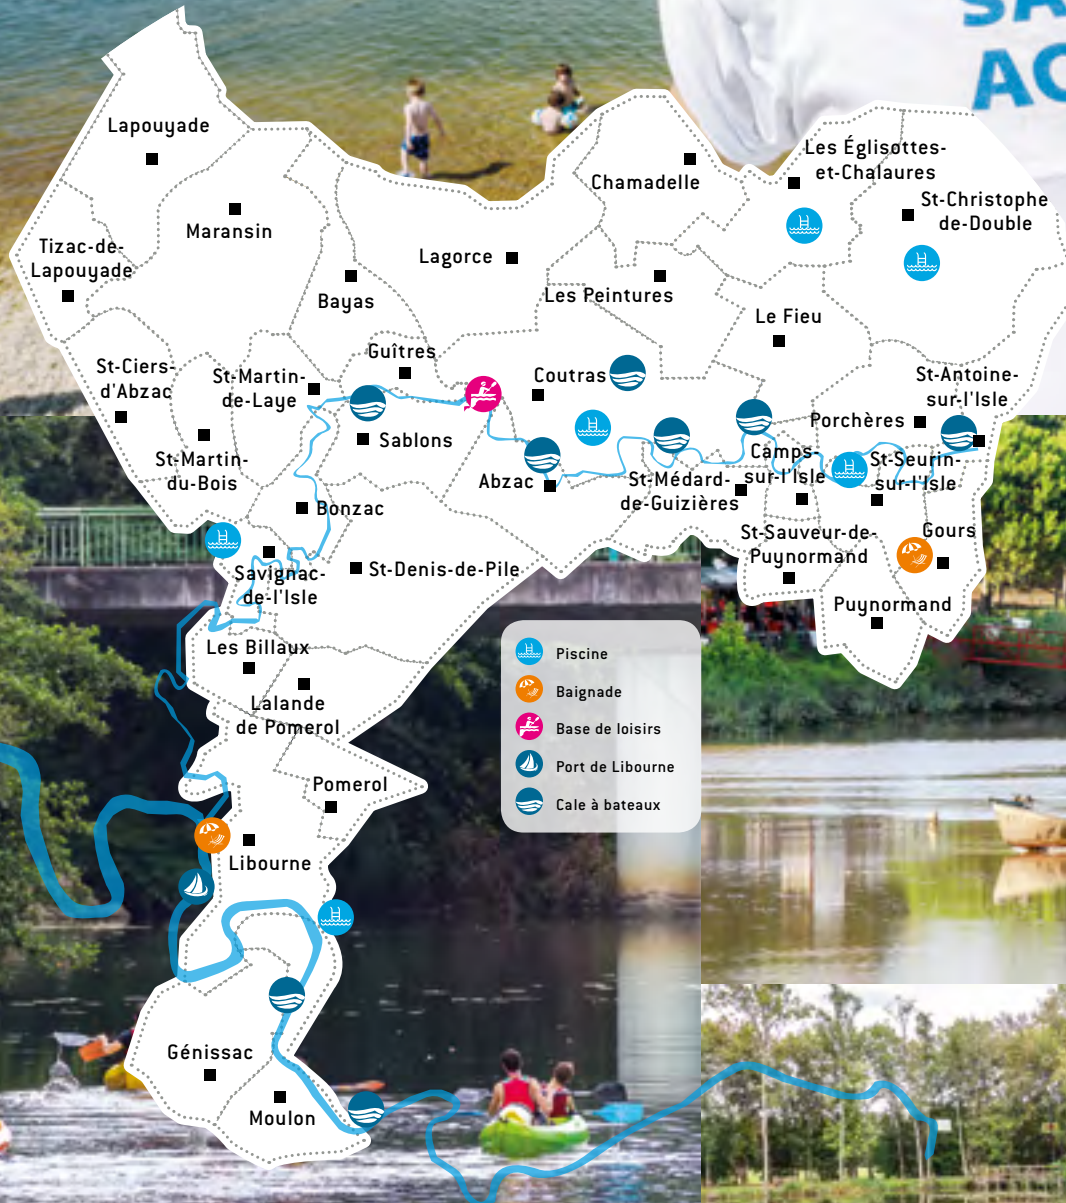 SA
AC
Lapouyade
Maransin
Tizac-de-
Lapouyade
Chamadelle
Les Églisottes-
et-Chalaures
St-Christophe
de-Double
Lagorce
Bayas
Les Peintures
Le Fieu
Guîtres
St-Ciers-
d'Abzac
St-Martin-
de-Laye
Coutras
St-Antoine-
sur-l'Isle
Porchères
St-Martin-
du-Bois
Sablons
Abzac
St-Médard-
de-Guizières
Camps-
sur-l'Isle
St-Seurin-
sur-l'Isle
Bonzac
St-Sauveur-de-
Puynormand
Gours
Savignac-
de-l'Isle
St-Denis-de-Pile
Puynormand
Les Billaux
Lalande
de Pomerol
Pomerol
Libourne
Génissac
Moulon
Piscine
Baignade
Base de loisirs
Port de Libourne
Cale à bateaux